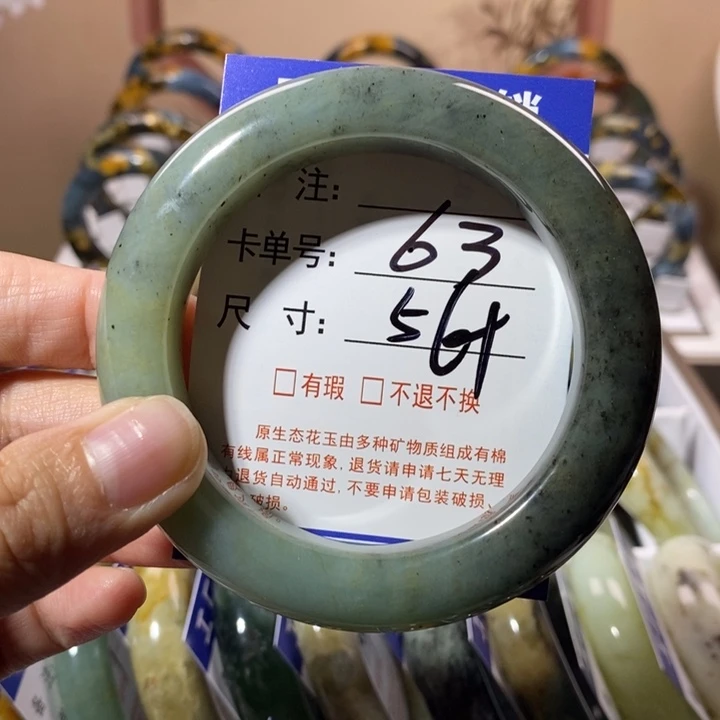 注:
卡单号: 63
尺 寸: 564
□有瑕 □不退不换
原生态花玉由多种矿物质组成有棉
有线属正常现象,退货请申请七天无理
退货自动通过,不要申请包装破损、
破损。